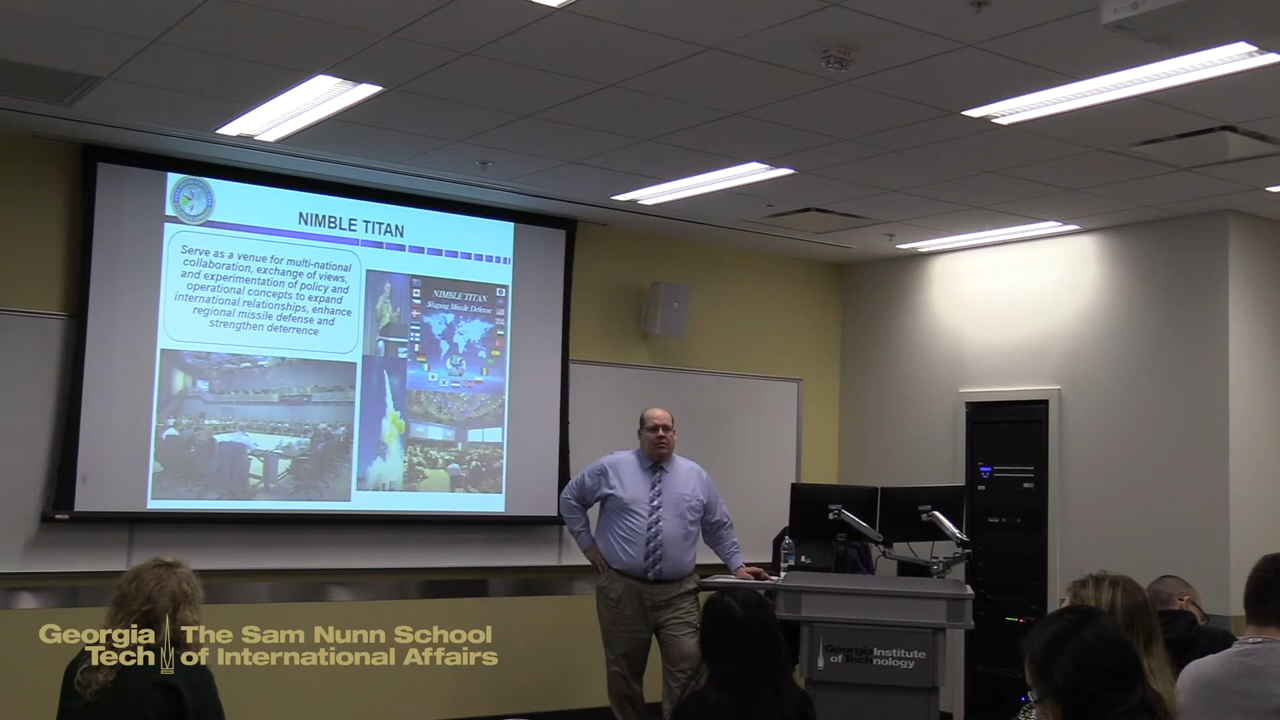 NIMBLE TITAN
Serve as a venue for multi-national
collaboration, exchange of views,
and experimentation of policy and
operational concepts to expand
international relationships, enhance
regional missile defense and
strengthen deterrence
NIMBLE TITAN
Shaping Missile Defense
Georgia Institute
of Technology
Georgia Tech
The Sam Nunn School
of International Affairs